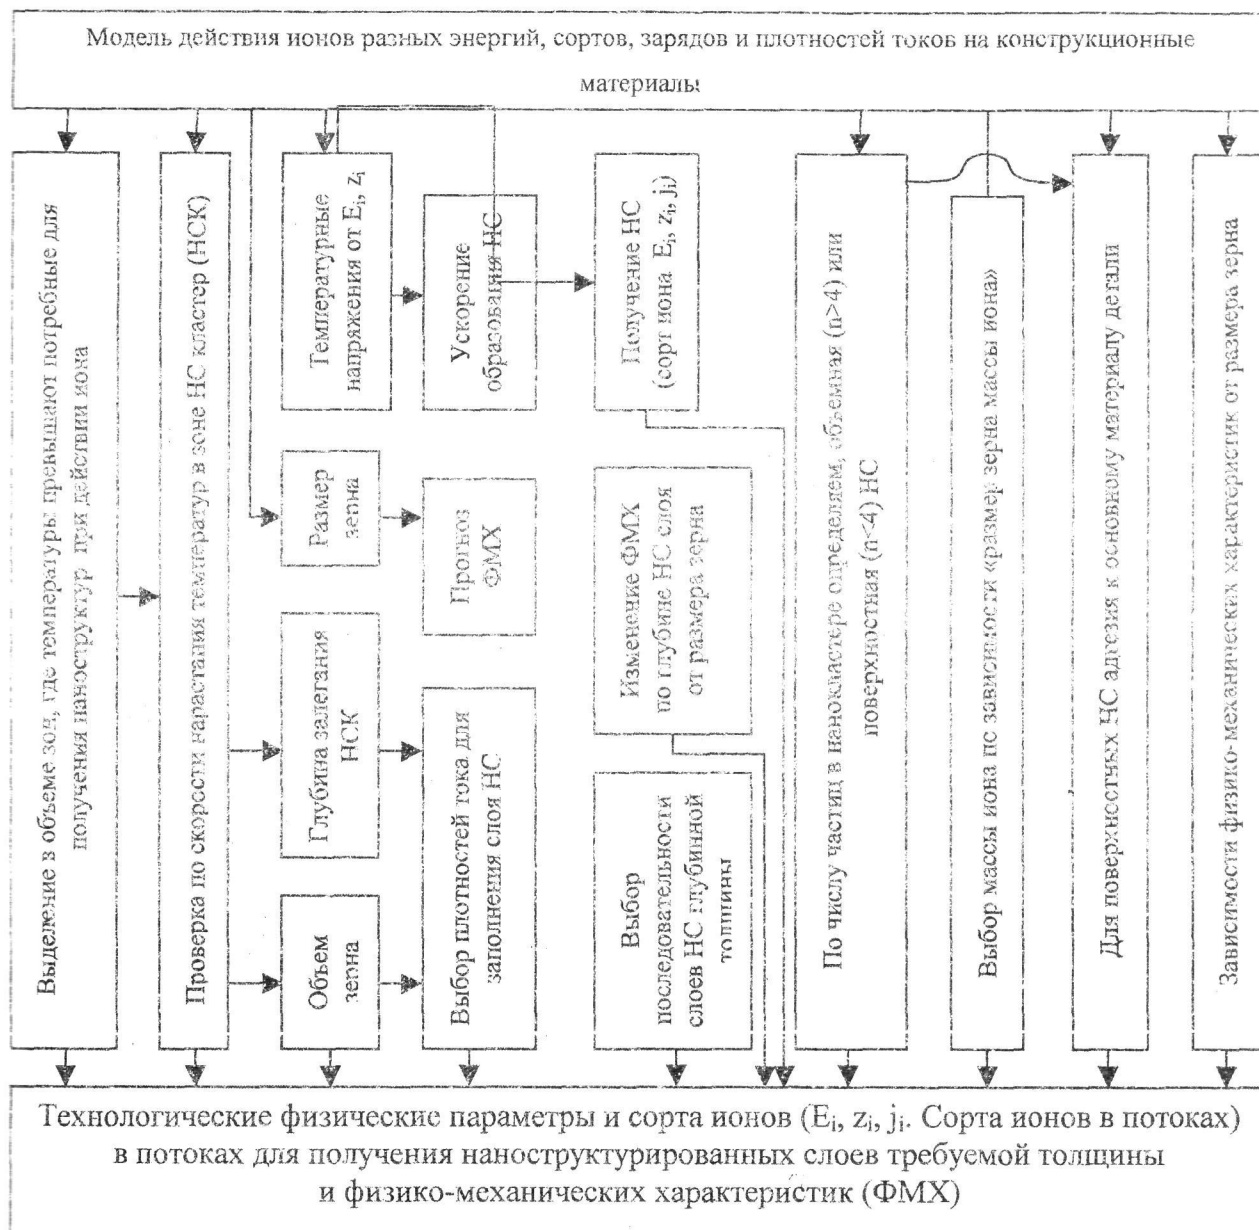 Модель действия ионов разных энергий, сортов, зарядов и плотностей токов на конструкционные
материалы
Выделение в объеме зон, где температуры превышают потребные для
получения наноструктур при действии иона
Проверка по скорости нарастания температур в зоне НС кластер (НСК)
Температурные
напряжения от Ei, zi
Размер
зерна
Глубина залегания
НСК
Объем
зерна
Ускорение
образования НС
Прогноз
ФМХ
Выбор плотностей тока для
заполнения слоя НС
Получение НС
(сорт иона Ei, zi, ji)
Изменение ФМХ
по глубине НС слоя
от размера зерна
Выбор
последовательности
слоев НС глубинной
толщины
По числу частиц в нанокластере определяем, объемная (n>4) или
поверхностная (n<4) НС
Выбор массы иона по зависимости «размер зерна массы иона»
Для поверхностных НС адгезия к основному материалу детали
Зависимости физико-механических характеристик от размера зерна
Технологические физические параметры и сорта ионов (Ei, zi, ji. Сорта ионов в потоках)
в потоках для получения наноструктурированных слоев требуемой толщины
и физико-механических характеристик (ФМХ)